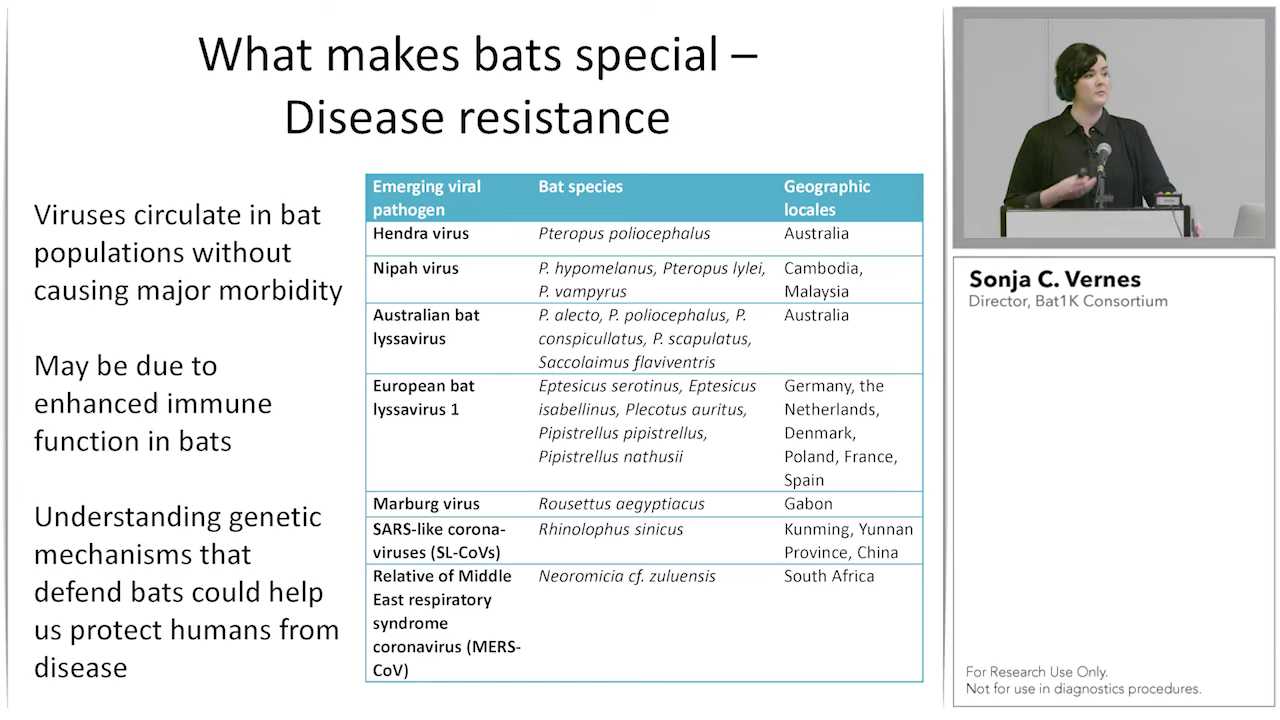 What makes bats special –
Disease resistance
Viruses circulate in bat
populations without
causing major morbidity
May be due to
enhanced immune
function in bats
Understanding genetic
mechanisms that
defend bats could help
us protect humans from
disease
Emerging viral pathogen Bat species Geographic locales
Hendra virus Pteropus poliocephalus Australia
Nipah virus P. hypomelanus, Pteropus lylei, P. vampyrus Cambodia, Malaysia
Australian bat lyssavirus P. alecto, P. poliocephalus, P. conspicullatus, P. scapulatus, Saccolaimus flaviventris Australia
European bat lyssavirus 1 Eptesicus serotinus, Eptesicus isabellinus, Plecotus auritus, Pipistrellus pipistrellus, Pipistrellus nathusii Germany, the Netherlands, Denmark, Poland, France, Spain
Marburg virus Rousettus aegyptiacus Gabon
SARS-like corona-viruses (SL-CoVs) Rhinolophus sinicus Kunming, Yunnan Province, China
Relative of Middle East respiratory syndrome coronavirus (MERS-CoV) Neoromicia cf. zuluensis South Africa
Sonja C. Vernes
Director, Bat1K Consortium
For Research Use Only.
Not for use in diagnostics procedures.